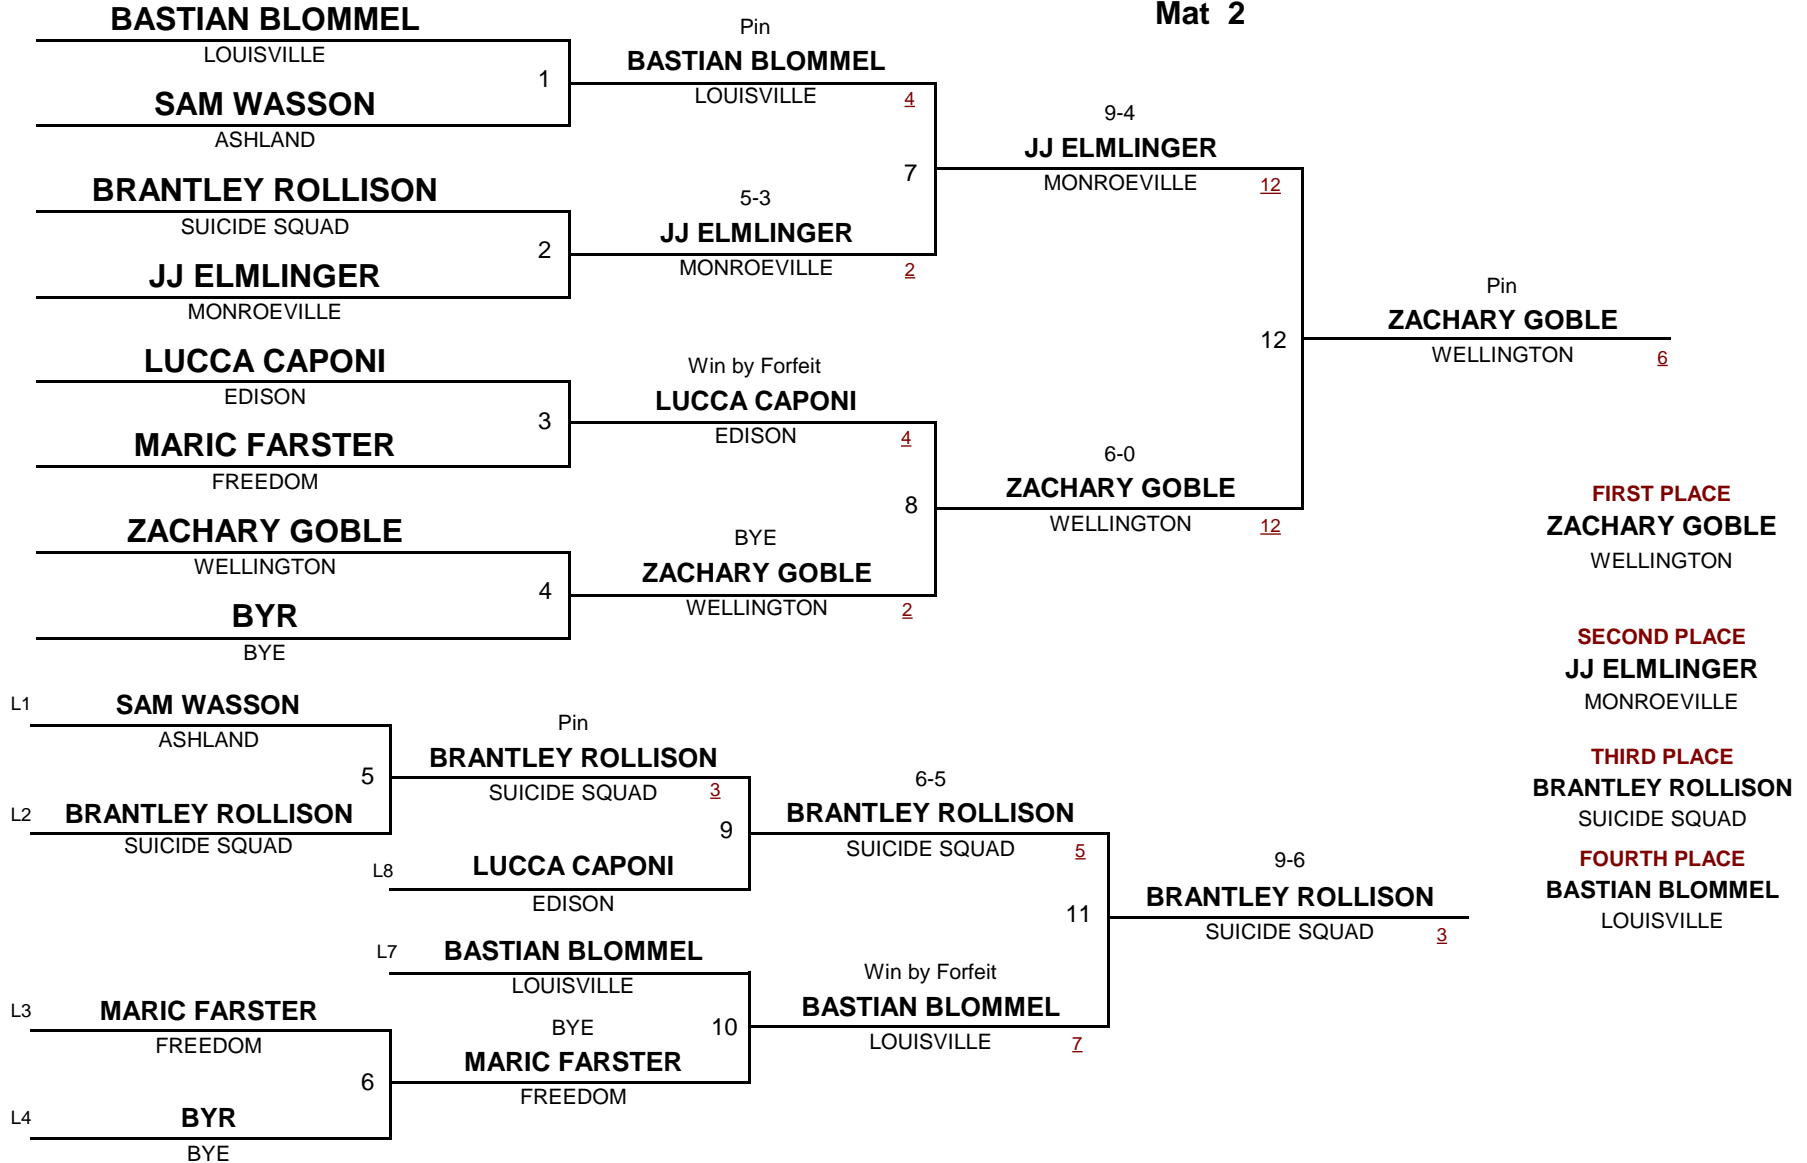 Mat 2
BASTIAN BLOMMEL
LOUISVILLE
1
SAM WASSON
ASHLAND
BRANTLEY ROLLISON
SUICIDE SQUAD
2
JJ ELMLINGER
MONROEVILLE
LUCCA CAPONI
EDISON
3
MARIC FARSTER
FREEDOM
ZACHARY GOBLE
WELLINGTON
4
BYR
BYE
Pin
BASTIAN BLOMMEL
LOUISVILLE 4
7
5-3
JJ ELMLINGER
MONROEVILLE 2
Win by Forfeit
LUCCA CAPONI
EDISON 4
8
BYE
ZACHARY GOBLE
WELLINGTON 2
9-4
JJ ELMLINGER
MONROEVILLE 12
12
6-0
ZACHARY GOBLE
WELLINGTON 12
Pin
ZACHARY GOBLE
WELLINGTON 6
FIRST PLACE
ZACHARY GOBLE
WELLINGTON
SECOND PLACE
JJ ELMLINGER
MONROEVILLE
THIRD PLACE
BRANTLEY ROLLISON
SUICIDE SQUAD
FOURTH PLACE
BASTIAN BLOMMEL
LOUISVILLE
L1 SAM WASSON
ASHLAND
5
L2 BRANTLEY ROLLISON
SUICIDE SQUAD
L3 MARIC FARSTER
FREEDOM
6
L4 BYR
BYE
Pin
BRANTLEY ROLLISON
SUICIDE SQUAD 3
9
L8 LUCCA CAPONI
EDISON
L7 BASTIAN BLOMMEL
LOUISVILLE
BYE 10
MARIC FARSTER
FREEDOM
6-5
BRANTLEY ROLLISON
SUICIDE SQUAD 5
11
Win by Forfeit
BASTIAN BLOMMEL
LOUISVILLE 7
9-6
BRANTLEY ROLLISON
SUICIDE SQUAD 3